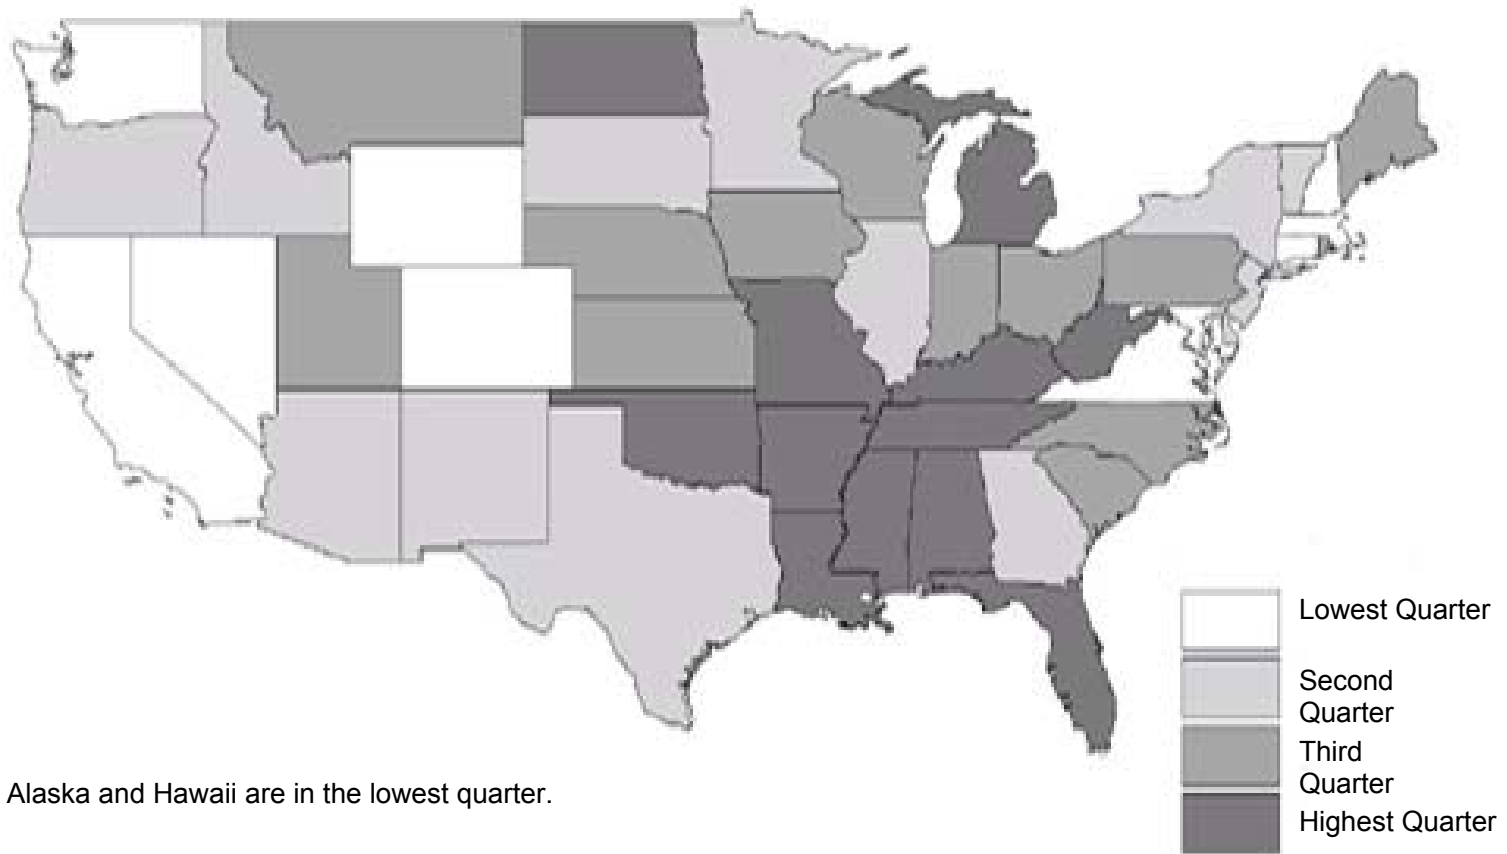 Lowest Quarter
Second
Quarter
Third
Quarter
Highest Quarter
Alaska and Hawaii are in the lowest quarter.